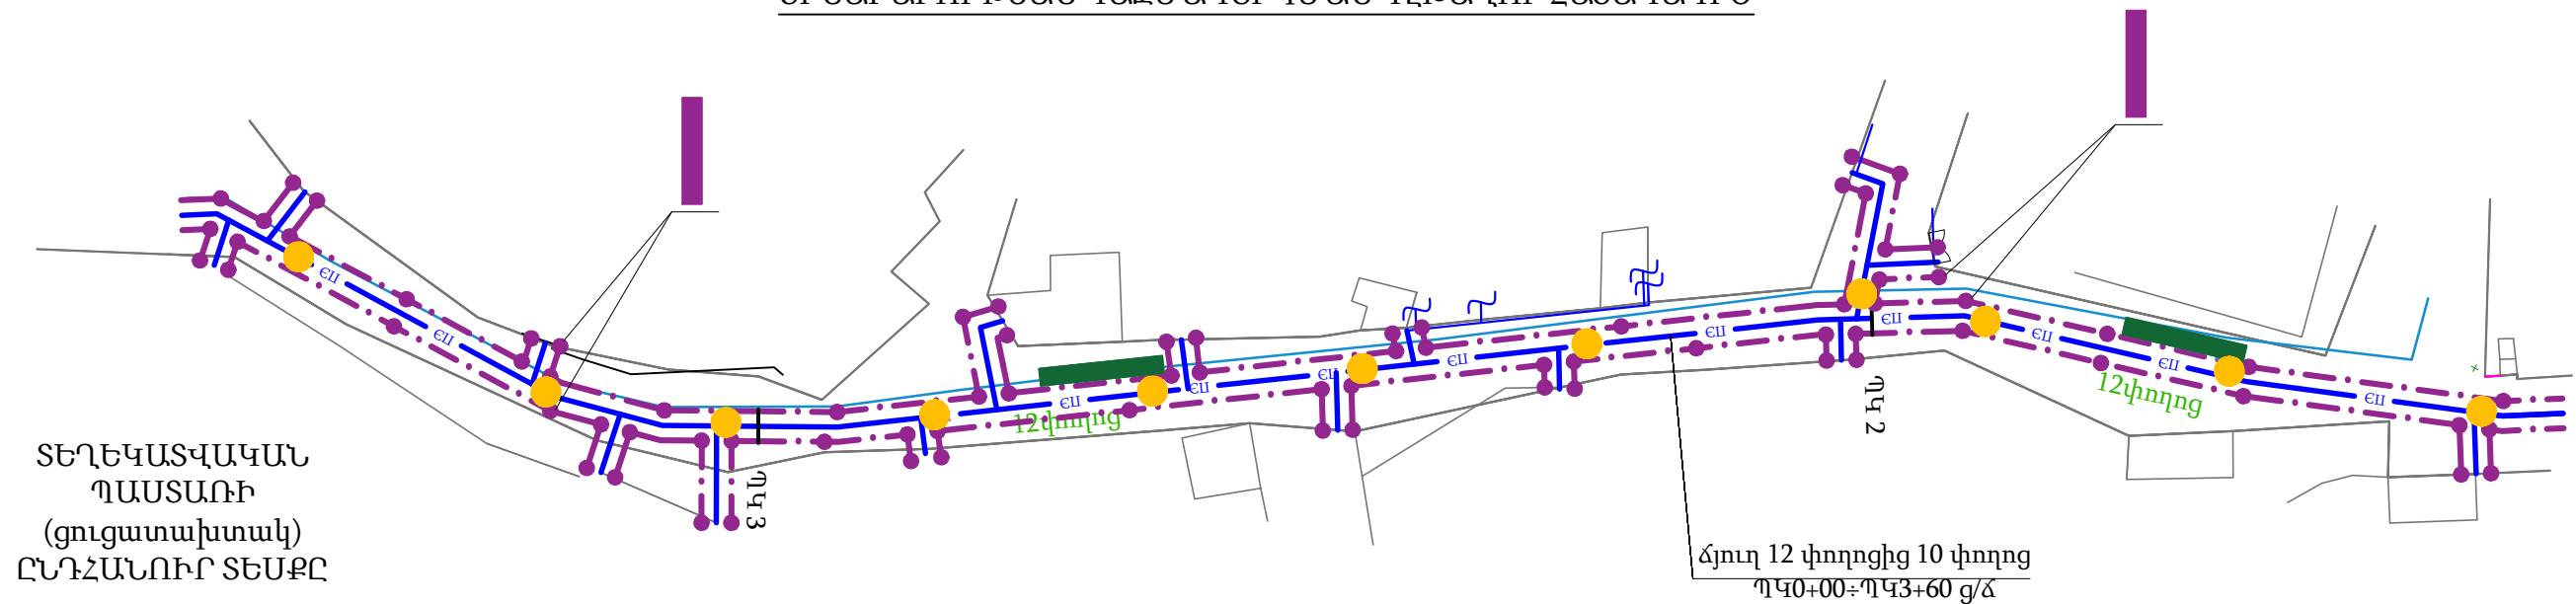 12փողոց
12փողոց
ՊԿ 2
ՊԿ 3
ՏԵՂԵԿԱՏՎԱԿԱՆ
ՊԱՍՏԱՌԻ
(ցուցատախտակ)
ԸՆԴՀԱՆՈՒՐ ՏԵՍՔԸ
Ճյուղ 12 փողոցից 10 փողոց
ՊԿ0+00÷ՊԿ3+60 ց/ճ